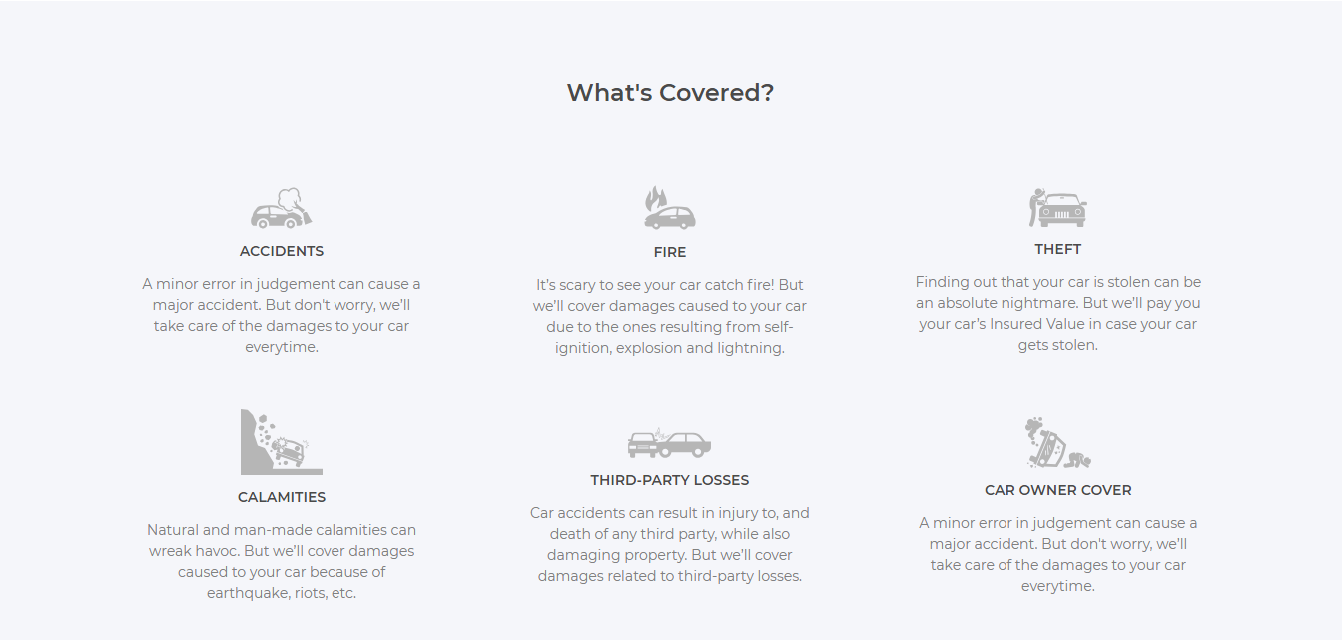 What's Covered?
ACCIDENTS
A minor error in judgement can cause a
major accident. But don't worry, we'll
take care of the damages to your car
everytime.
FIRE
It's scary to see your car catch fire! But
we'll cover damages caused to your car
due to the ones resulting from self-
ignition, explosion and lightning.
THEFT
Finding out that your car is stolen can be
an absolute nightmare. But we'll pay you
your car's Insured Value in case your car
gets stolen.
CALAMITIES
Natural and man-made calamities can
wreak havoc. But we'll cover damages
caused to your car because of
earthquake, riots, etc.
THIRD-PARTY LOSSES
Car accidents can result in injury to, and
death of any third party, while also
damaging property. But we'll cover
damages related to third-party losses.
CAR OWNER COVER
A minor error in judgement can cause a
major accident. But don't worry, we'll
take care of the damages to your car
everytime.